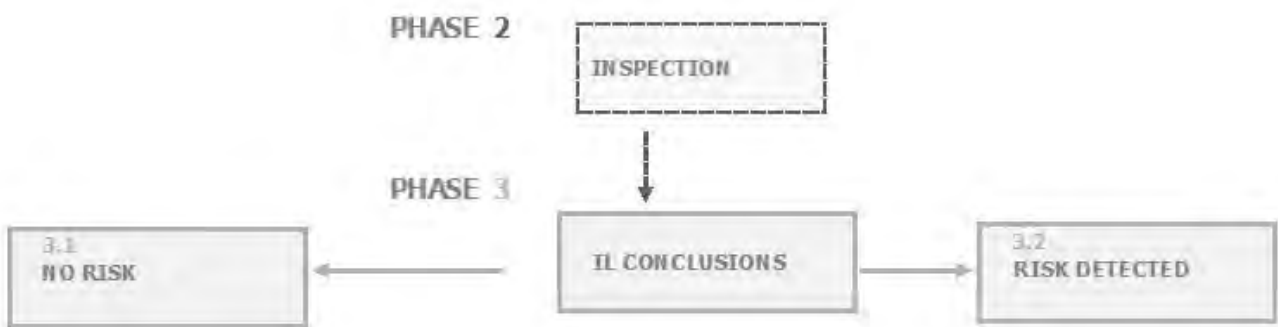 PHASE 2
INSPECTION
PHASE 3
3.1
NO RISK
IL CONCLUSIONS
3.2
RISK DETECTED